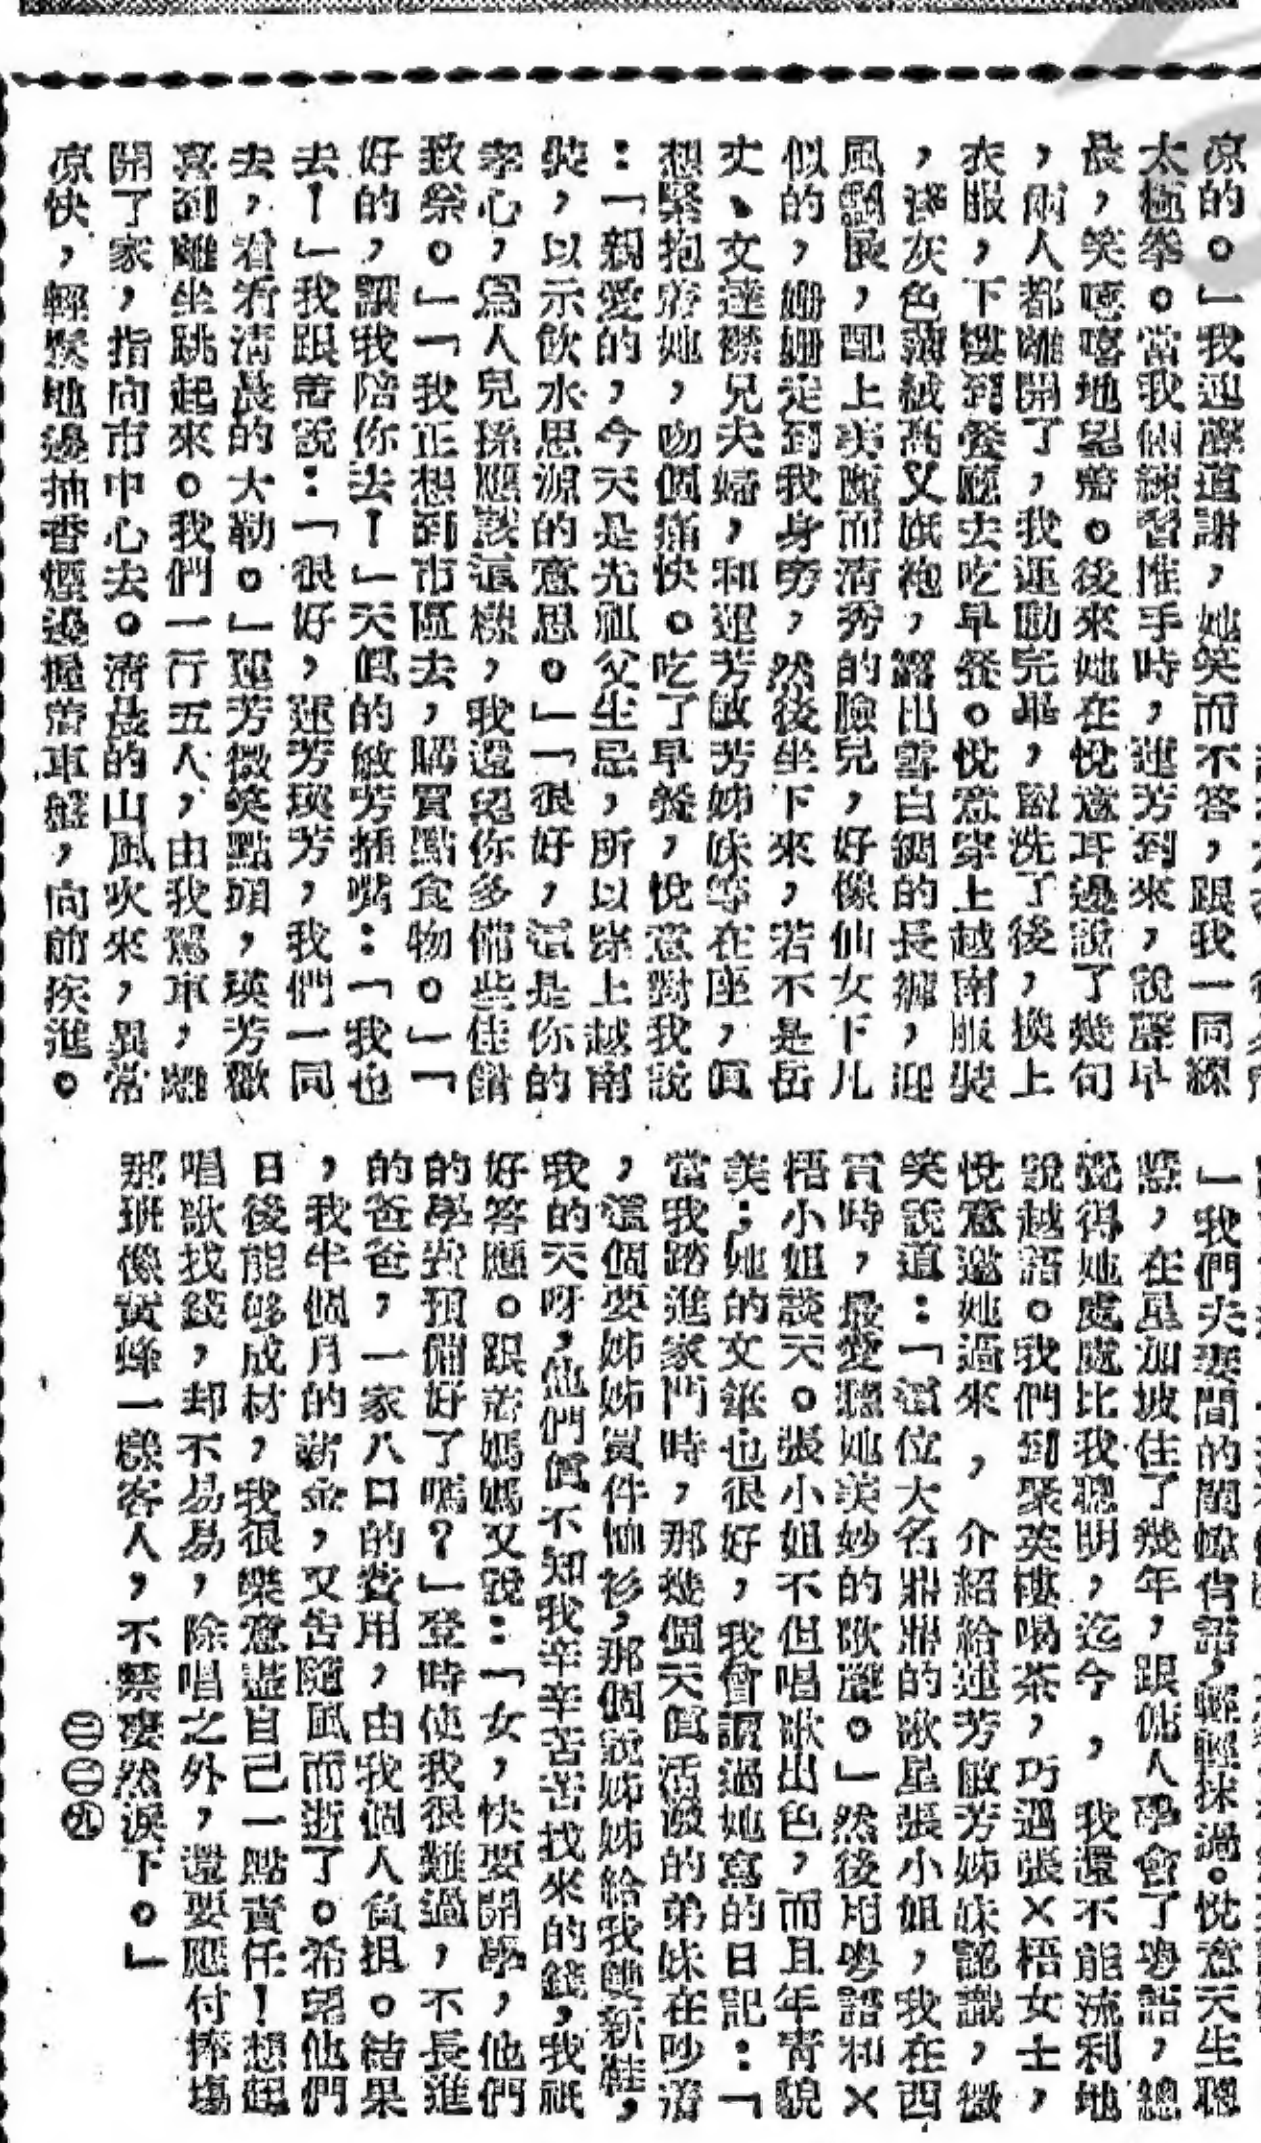 涼的。」我迎謝道謝，她笑而不答，跟我一同練
太極拳。當我倆練習推手時，連芳到來，說聲早
晨，笑嘻嘻地望着。後來她在悅意耳邊說了幾句
，兩人都離開了，我運動完畢，盥洗了後，換上
衣服，下樓到餐廳去吃早餐。悅意穿上越南服裝
，淺灰色薄絨高叉旗袍，露出雪白綢的長褲，迎
風飄展，配上美麗而清秀的臉兒，好像仙女下凡
似的，姍姍走到我身旁，然後坐下來，若不是岳
丈、文達襟兄夫婦，和運芳敏芳姊妹等在座，眞
想緊抱着她，吻個痛快。吃了早餐，悅意對我說
：「親愛的，今天是先祖父生忌，所以穿上越南
裝，以示飲水思源的意思。」「很好，這是你的
孝心，爲人兒孫應該這樣，我還望你多備些佳餚
致祭。」「我正想到市區去，購買點食物。」「
好的，讓我陪你去！」天眞的敏芳插嘴：「我也
去！」我跟着說：「很好，運芳瑛芳，我們一同
去，看看清晨的大勒。」運芳微笑點頭，瑛芳歡
喜到離坐跳起來。我們一行五人，由我駕車，離
開了家，指向市中心去。清晨的山風吹來，異常
涼快，輕鬆地邊抽香煙邊握着車盤，向前疾進。
」我們夫妻間的閨幃㑚話，輕輕抹過。悅意天生聰
慧，在星加坡住了幾年，跟傭人學會了粵語，總
覺得她處處比我聰明，迄今，我還不能流利地
說越語。我們到聚英樓喝茶，巧遇張×梧女士，
悅意邀她過來，介紹給運芳敏芳姊妹認識，微
笑說道：「這位大名鼎鼎的歌星張小姐，我在西
貢時，最愛聽她美妙的歌聲。」然後用粵語和×
梧小姐談天。張小姐不但唱歌出色，而且年青貌
美；她的文筆也很好，我曾讀過她寫的日記：「
當我踏進家門時，那幾個天眞活潑的弟妹在吵着
，這個要姊姊買件恤衫，那個說姊姊給我雙新鞋，
我的天呀，他們眞不知我辛辛苦苦找來的錢，我祇
好答應。跟着媽媽又說：「女，快要開學，他們
的學費預備好了嗎？」登時使我很難過，不長進
的爸爸，一家八口的費用，由我個人負担。結果
，我半個月的薪金，又告隨風而逝了。希望他們
日後能够成材，我很樂意盡自己一點責任！想起
唱歌找錢，却不易易，除唱之外，還要應付捧場
那班像黃蜂一樣客人，不禁凄然淚下。」
㊂㊂㊈